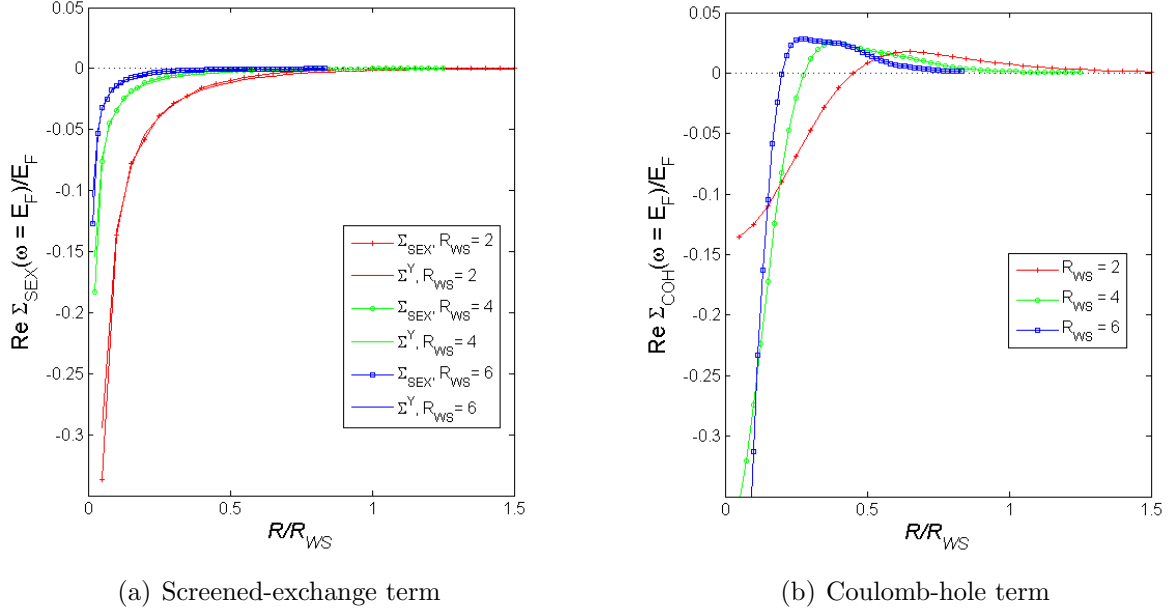 0.05
0
-0.05
-0.1
-0.15
-0.2
-0.25
-0.3
Re Σ_SEX(ω = E_F)/E_F
Σ_SEX, R_WS = 2
Σ^Y, R_WS = 2
Σ_SEX, R_WS = 4
Σ^Y, R_WS = 4
Σ_SEX, R_WS = 6
Σ^Y, R_WS = 6
0 0.5 1 1.5
R/R_WS
(a) Screened-exchange term
0.05
0
-0.05
-0.1
-0.15
-0.2
-0.25
-0.3
Re Σ_COH(ω = E_F)/E_F
R_WS = 2
R_WS = 4
R_WS = 6
0 0.5 1 1.5
R/R_WS
(b) Coulomb-hole term